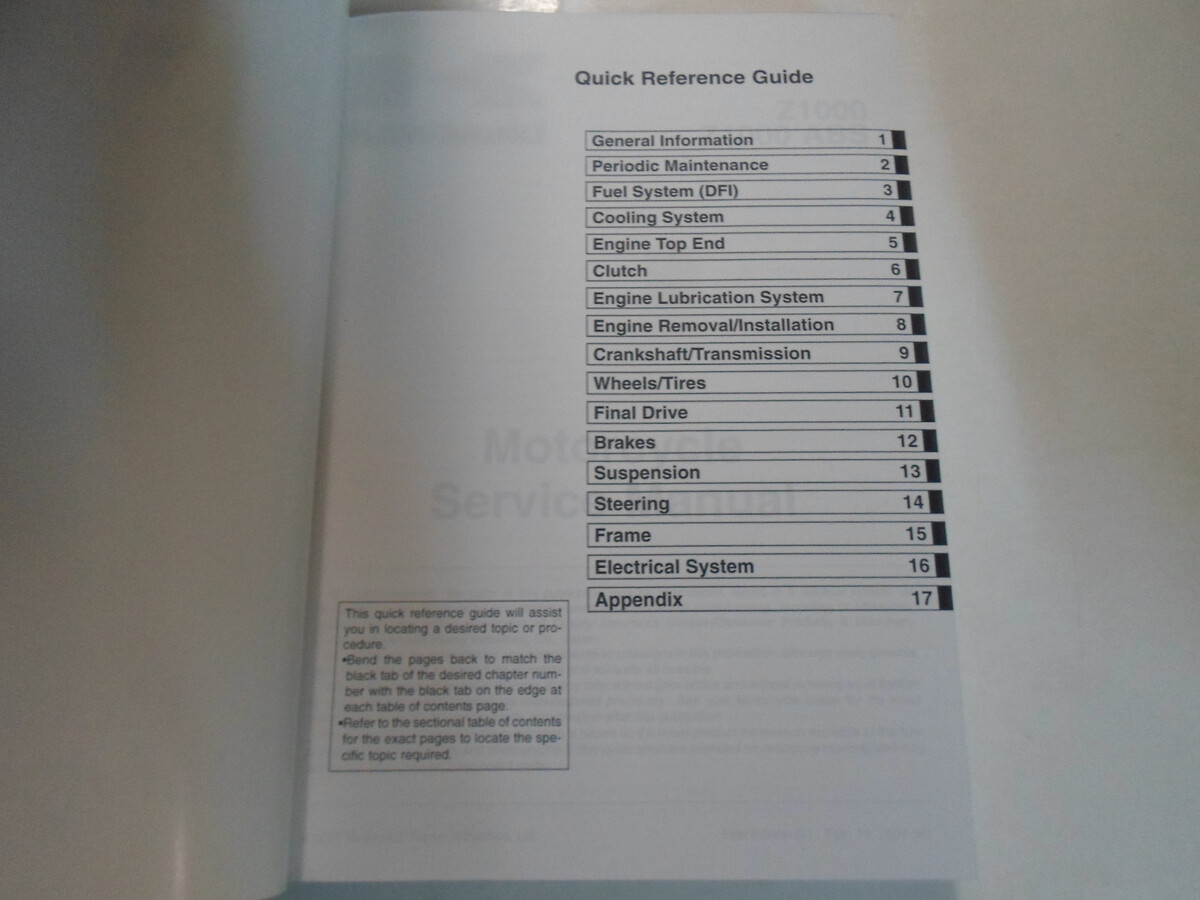 Quick Reference Guide
General Information 1
Periodic Maintenance 2
Fuel System (DFI) 3
Cooling System 4
Engine Top End 5
Clutch 6
Engine Lubrication System 7
Engine Removal/Installation 8
Crankshaft/Transmission 9
Wheels/Tires 10
Final Drive 11
Brakes 12
Suspension 13
Steering 14
Frame 15
Electrical System 16
Appendix 17
This quick reference guide will assist
you in locating a desired topic or pro-
cedure.
•Bend the pages back to match the
black tab of the desired chapter num-
ber with the black tab on the edge at
each table of contents page.
•Refer to the sectional table of contents
for the exact pages to locate the spe-
cific topic required.
Z1000
Z1000 ABS
Motorcycle
Service Manual